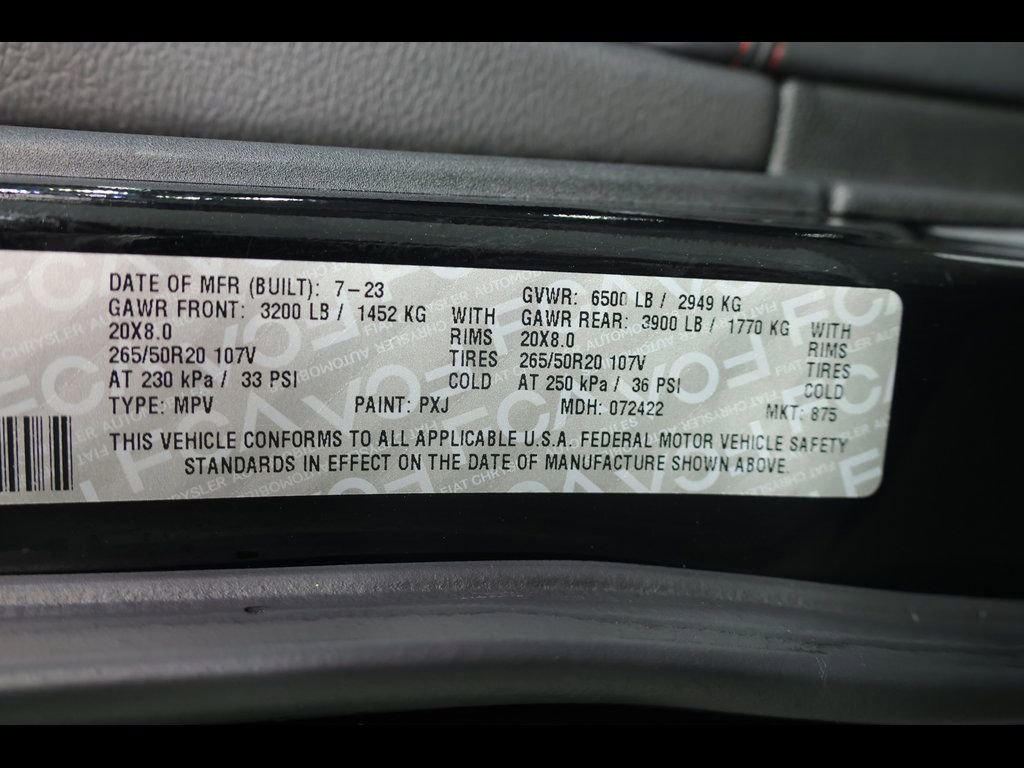 DATE OF MFR (BUILT): 7-23
GVWR: 6500 LB / 2949 KG
GAWR FRONT: 3200 LB / 1452 KG WITH
GAWR REAR: 3900 LB / 1770 KG WITH
20X8.0 RIMS
20X8.0 RIMS
265/50R20 107V TIRES
265/50R20 107V TIRES
AT 230 kPa / 33 PSI COLD
AT 250 kPa / 36 PSI COLD
TYPE: MPV PAINT: PXJ MDH: 072422 MKT: 875
THIS VEHICLE CONFORMS TO ALL APPLICABLE U.S.A. FEDERAL MOTOR VEHICLE SAFETY
STANDARDS IN EFFECT ON THE DATE OF MANUFACTURE SHOWN ABOVE.